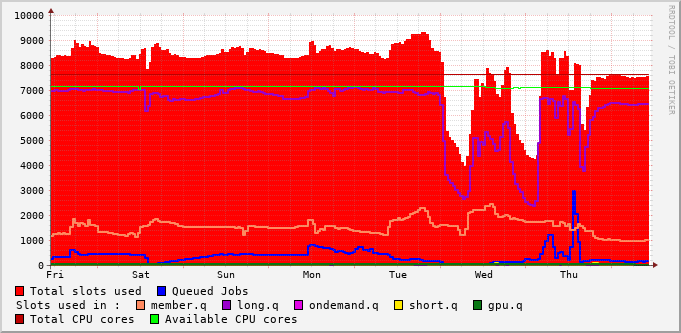 10000
9000
8000
7000
6000
5000
4000
3000
2000
1000
0
Fri Sat Sun Mon Tue Wed Thu
RRDTOOL / TOBI OETIKER
Total slots used Queued Jobs
Slots used in : member.q long.q ondemand.q short.q gpu.q
Total CPU cores Available CPU cores